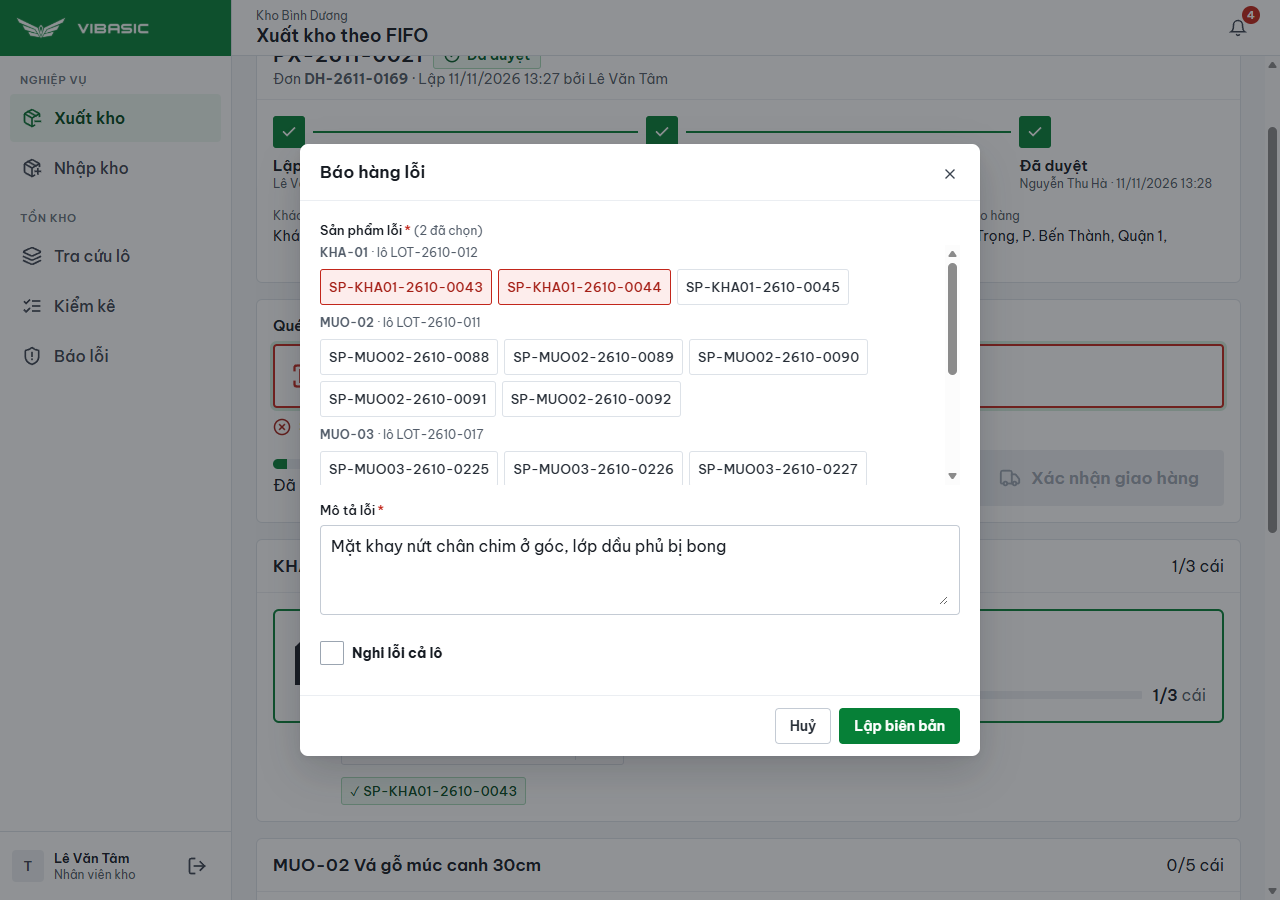 VIBASIC
Kho Bình Dương
Xuất kho theo FIFO
4
NGHIỆP VỤ
Xuất kho
Nhập kho
TỒN KHO
Tra cứu lô
Kiểm kê
Báo lỗi
PX-2611-0021 Đã duyệt
Đơn DH-2611-0169 · Lập 11/11/2026 13:27 bởi Lê Văn Tâm
Đã duyệt
Nguyễn Thu Hà · 11/11/2026 13:28
Trọng, P. Bến Thành, Quận 1,
Báo hàng lỗi
Sản phẩm lỗi * (2 đã chọn)
KHA-01 · lô LOT-2610-012
SP-KHA01-2610-0043 SP-KHA01-2610-0044 SP-KHA01-2610-0045
MUO-02 · lô LOT-2610-011
SP-MUO02-2610-0088 SP-MUO02-2610-0089 SP-MUO02-2610-0090
SP-MUO02-2610-0091 SP-MUO02-2610-0092
MUO-03 · lô LOT-2610-017
SP-MUO03-2610-0225 SP-MUO03-2610-0226 SP-MUO03-2610-0227
Mô tả lỗi *
Mặt khay nứt chân chim ở góc, lớp dầu phủ bị bong
Nghi lỗi cả lô
Huỷ Lập biên bản
Đã
Xác nhận giao hàng
1/3 cái
1/3 cái
✓ SP-KHA01-2610-0043
MUO-02 Vá gỗ múc canh 30cm 0/5 cái
T
Lê Văn Tâm
Nhân viên kho